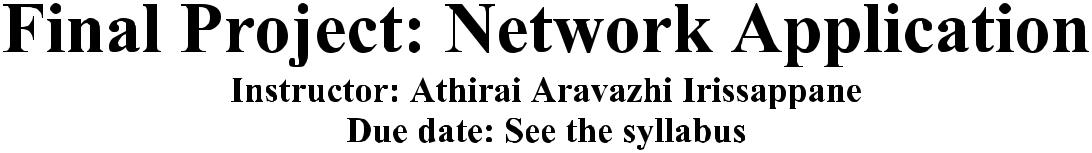 Final Project: Network Application
Instructor: Athirai Aravazhi Irissappane
Due date: See the syllabus